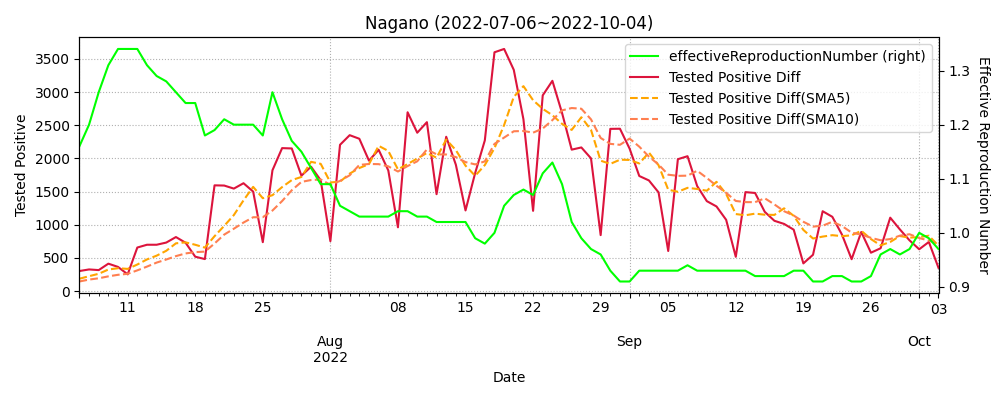 Nagano (2022-07-06~2022-10-04)
effectiveReproductionNumber (right)
Tested Positive Diff
Tested Positive Diff(SMA5)
Tested Positive Diff(SMA10)
Tested Positive
3500
3000
2500
2000
1500
1000
500
0
Effective Reproduction Number
1.3
1.2
1.1
1.0
0.9
11 18 25 08 15 22 29 05 12 19 26 03
Aug Sep Oct
2022
Date